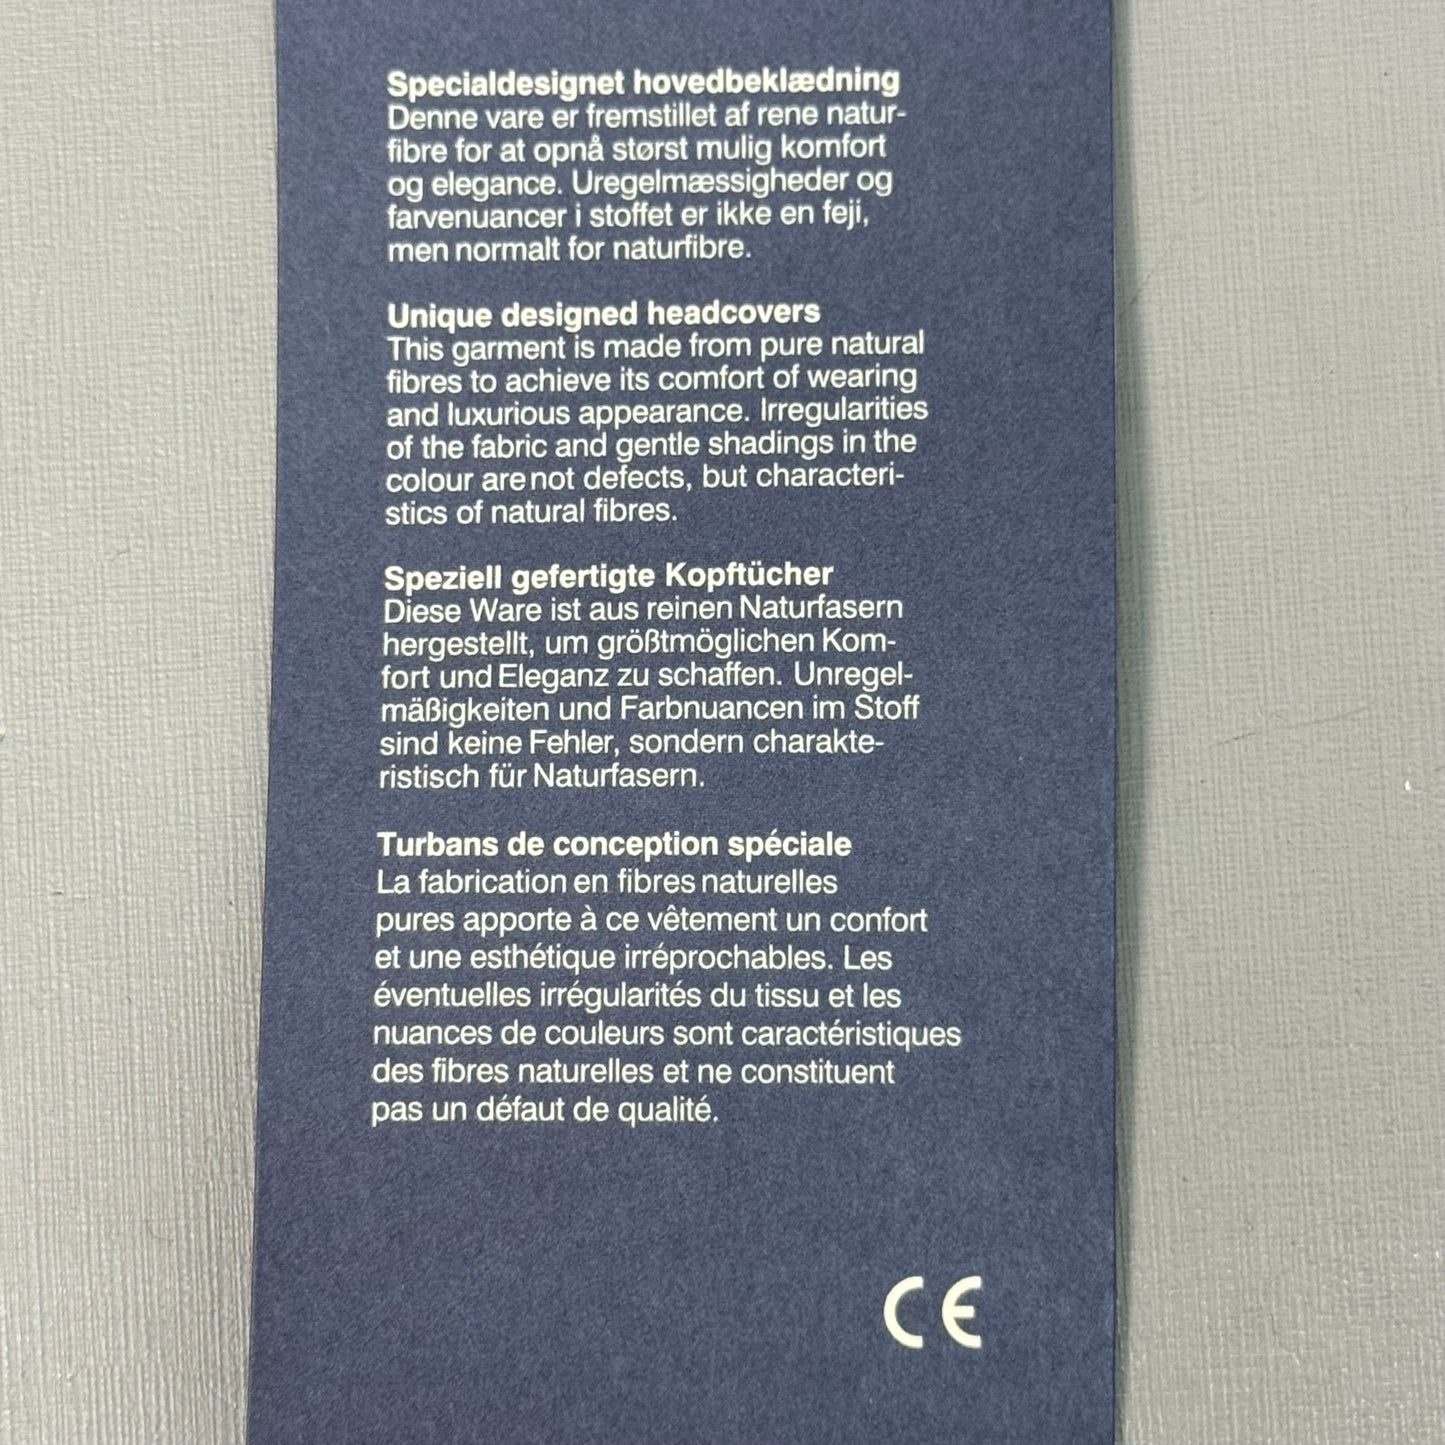 Specialdesignet hovedbeklædning
Denne vare er fremstillet af rene natur-
fibre for at opnå størst mulig komfort
og elegance. Uregelmæssigheder og
farvenuancer i stoffet er ikke en feji,
men normalt for naturfibre.
Unique designed headcovers
This garment is made from pure natural
fibres to achieve its comfort of wearing
and luxurious appearance. Irregularities
of the fabric and gentle shadings in the
colour are not defects, but characteri-
stics of natural fibres.
Speziell gefertigte Kopftücher
Diese Ware ist aus reinen Naturfasern
hergestellt, um größtmöglichen Kom-
fort und Eleganz zu schaffen. Unregel-
mäßigkeiten und Farbnuancen im Stoff
sind keine Fehler, sondern charakte-
ristisch für Naturfasern.
Turbans de conception spéciale
La fabrication en fibres naturelles
pures apporte à ce vêtement un confort
et une esthétique irréprochables. Les
éventuelles irrégularités du tissu et les
nuances de couleurs sont caractéristiques
des fibres naturelles et ne constituent
pas un défaut de qualité.
CE